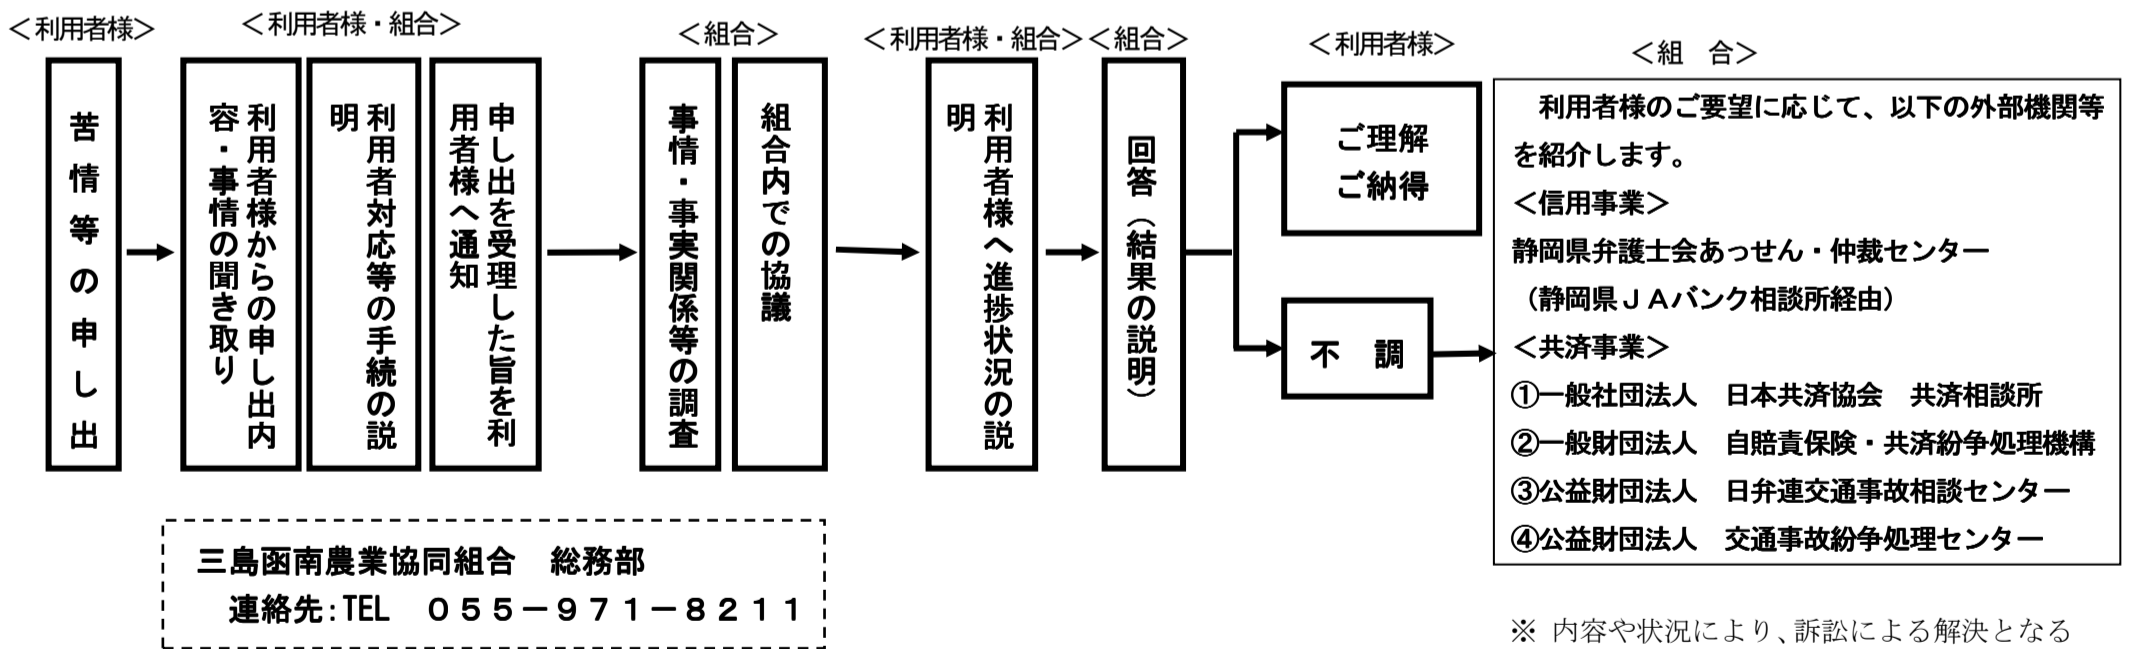 ＜利用者様＞
苦情等の申し出
＜利用者様・組合＞
利用者様からの申し出内
容・事情の聞き取り
利用者対応等の手続の説
明
申し出を受理した旨を利
用者様へ通知
＜組合＞
事情・事実関係等の調査
組合内での協議
＜利用者様・組合＞
利用者様へ進捗状況の説
明
＜組合＞
回答（結果の説明）
＜利用者様＞
ご理解
ご納得
不　調
＜組　合＞
利用者様のご要望に応じて、以下の外部機関等
を紹介します。
＜信用事業＞
静岡県弁護士会あっせん・仲裁センター
（静岡県ＪＡバンク相談所経由）
＜共済事業＞
①一般社団法人　日本共済協会　共済相談所
②一般財団法人　自賠責保険・共済紛争処理機構
③公益財団法人　日弁連交通事故相談センター
④公益財団法人　交通事故紛争処理センター
三島函南農業協同組合　総務部
連絡先：TEL　０５５－９７１－８２１１
※ 内容や状況により、訴訟による解決となる